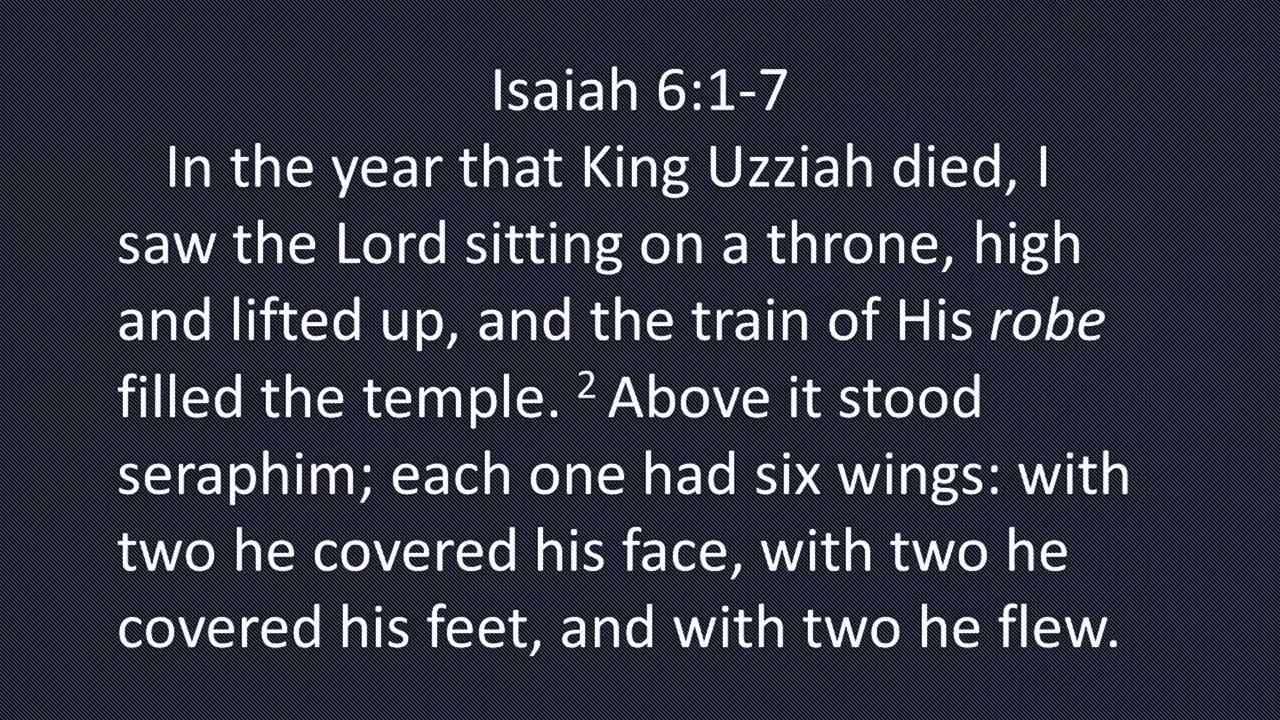 Isaiah 6:1-7
In the year that King Uzziah died, I
saw the Lord sitting on a throne, high
and lifted up, and the train of His robe
filled the temple. 2 Above it stood
seraphim; each one had six wings: with
two he covered his face, with two he
covered his feet, and with two he flew.